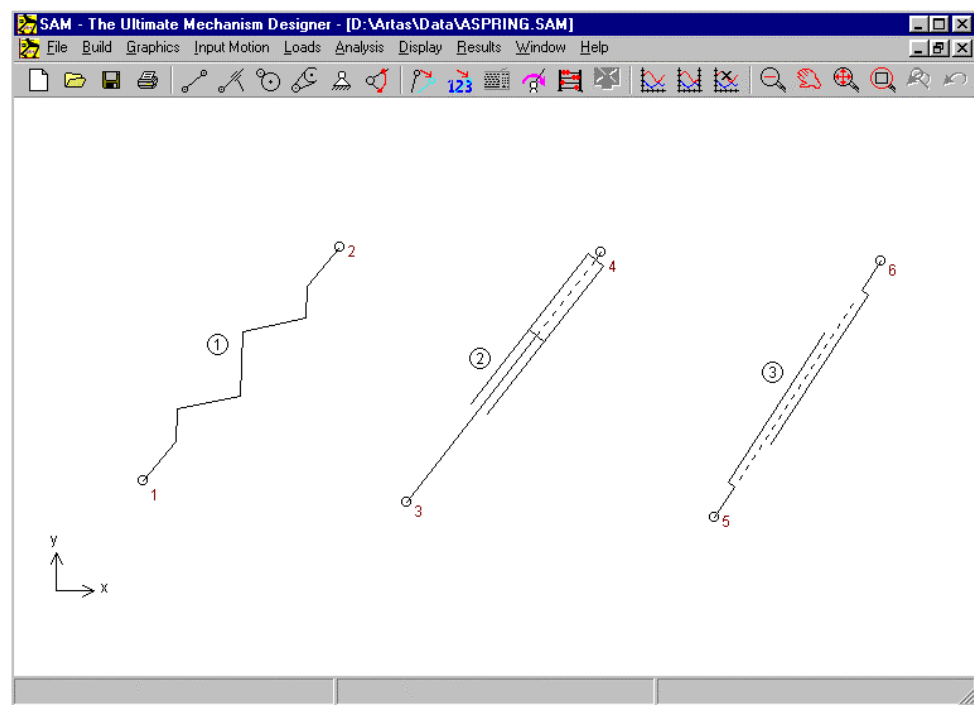 SAM - The Ultimate Mechanism Designer - [D:\Artas\Data\ASPRING.SAM]
File Build Graphics Input Motion Loads Analysis Display Results Window Help
123
2
4
6
1
2
3
1
3
5
y
x